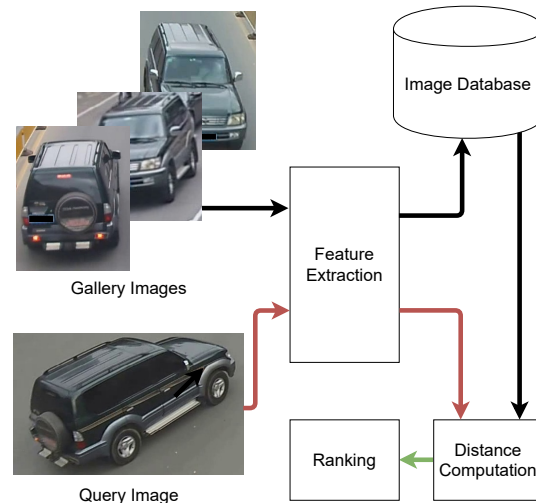 Image Database
Feature
Extraction
Gallery Images
Ranking
Distance
Computation
Query Image